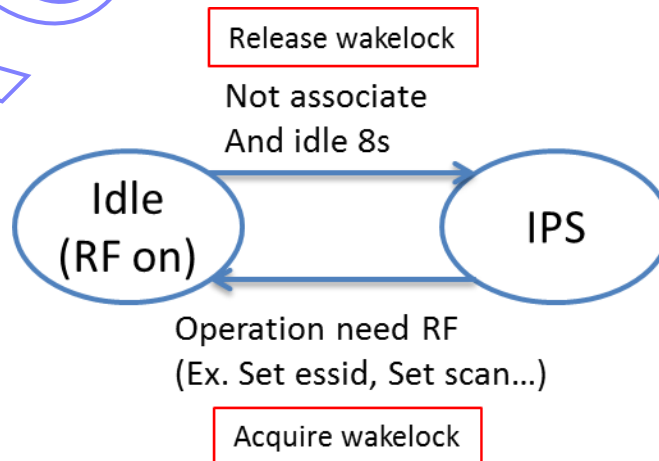 Release wakelock
Not associate
And idle 8s
Idle
(RF on)
IPS
Operation need RF
(Ex. Set essid, Set scan...)
Acquire wakelock